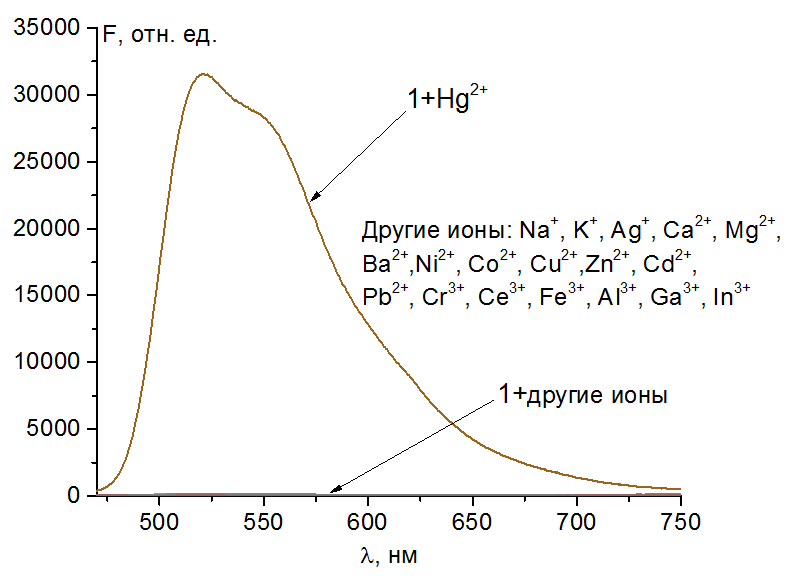 35000
F, отн. ед.
30000
1+Hg²⁺
25000
20000
Другие ионы: Na⁺, K⁺, Ag⁺, Ca²⁺, Mg²⁺,
Ba²⁺,Ni²⁺, Co²⁺, Cu²⁺,Zn²⁺, Cd²⁺,
15000
Pb²⁺, Cr³⁺, Ce³⁺, Fe³⁺, Al³⁺, Ga³⁺, In³⁺
10000
1+другие ионы
5000
0
500 550 600 650 700 750
λ, нм